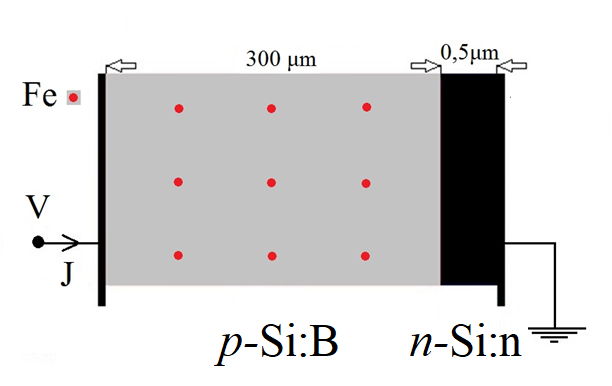 300 μm
0,5μm
Fe
V
J
p-Si:B
n-Si:n